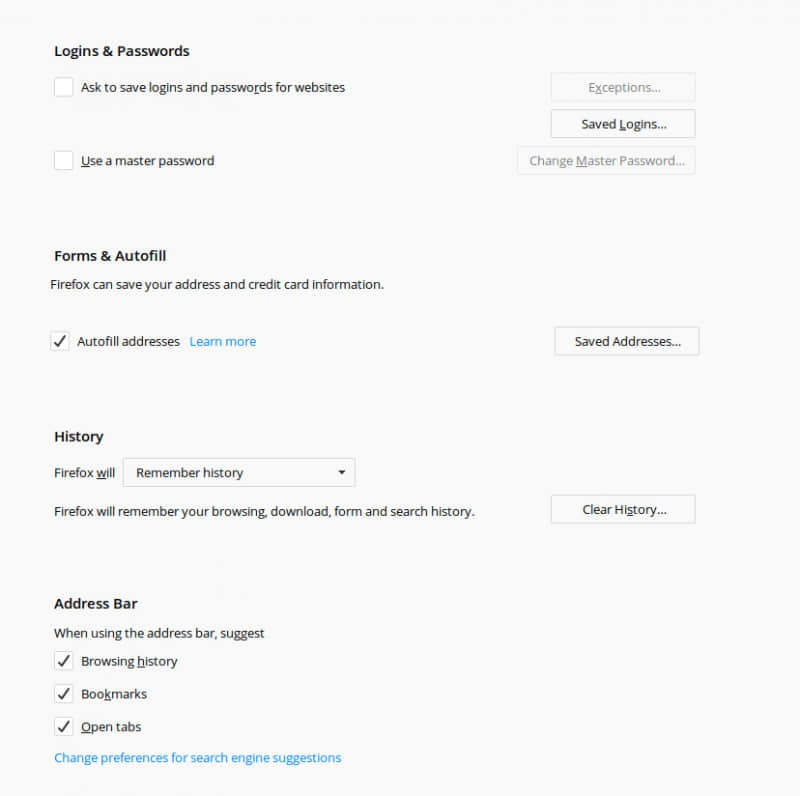 Logins & Passwords
Ask to save logins and passwords for websites
Exceptions...
Saved Logins...
Use a master password
Change Master Password...
Forms & Autofill
Firefox can save your address and credit card information.
Autofill addresses Learn more
Saved Addresses...
History
Firefox will Remember history
Firefox will remember your browsing, download, form and search history.
Clear History...
Address Bar
When using the address bar, suggest
Browsing history
Bookmarks
Open tabs
Change preferences for search engine suggestions